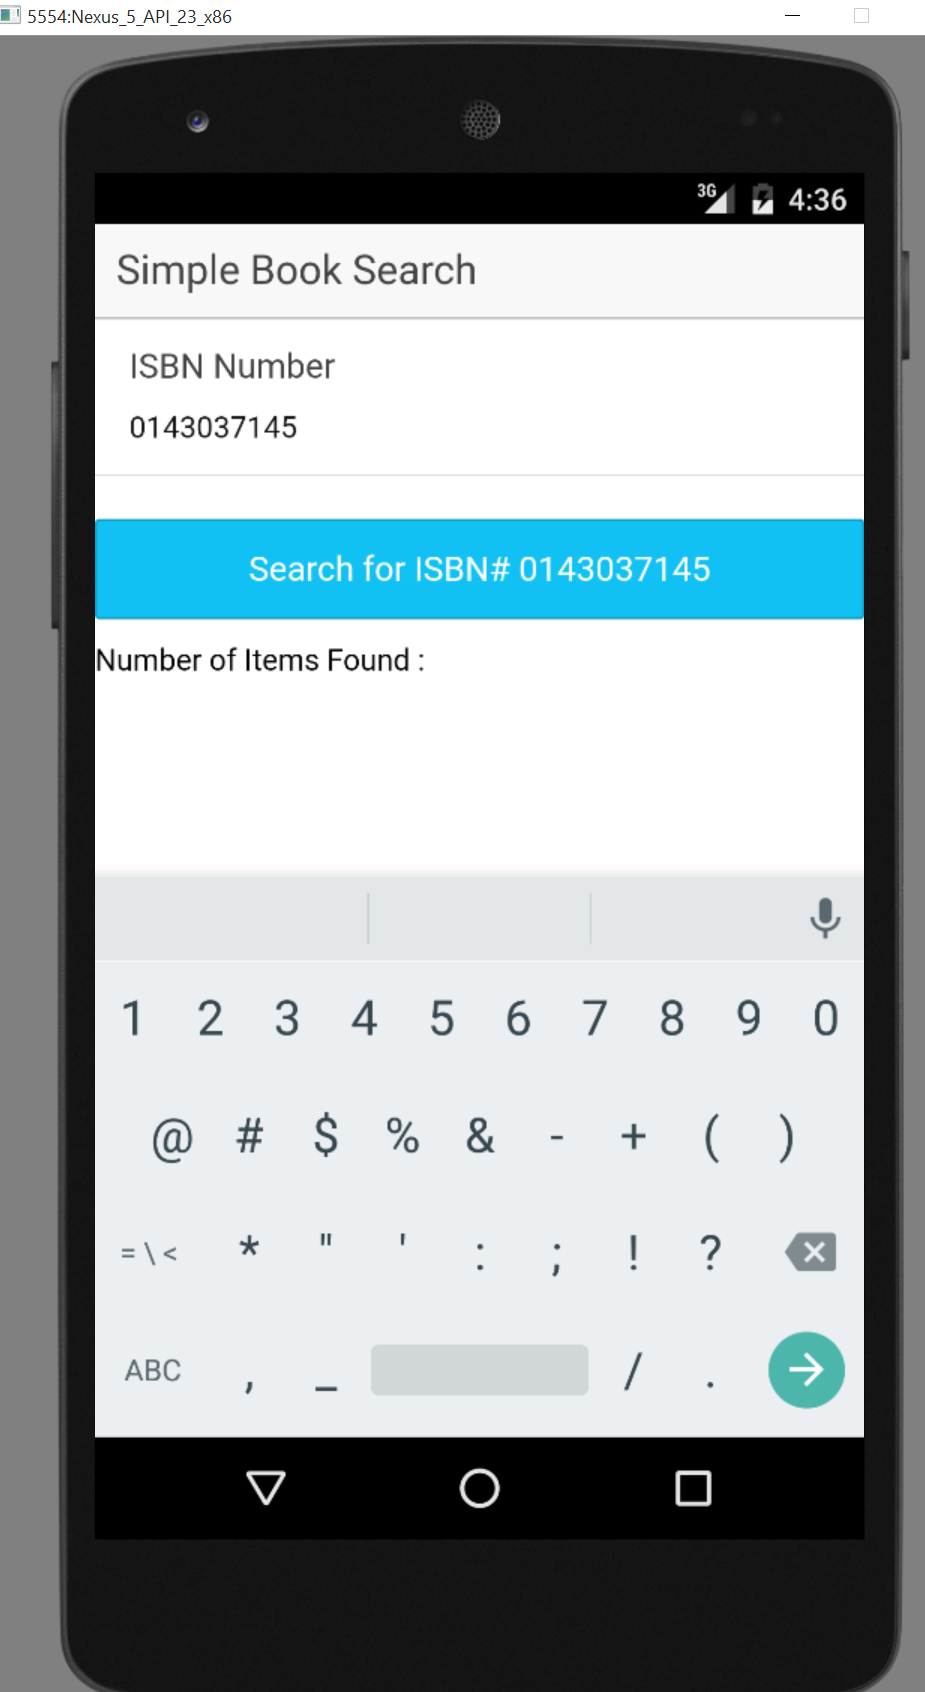 5554:Nexus_5_API_23_x86
3G 4:36
Simple Book Search
ISBN Number
0143037145
Search for ISBN# 0143037145
Number of Items Found :
1 2 3 4 5 6 7 8 9 0
@ # $ % & - + ( )
= \ < * " ' : ; ! ?
ABC , _ / .